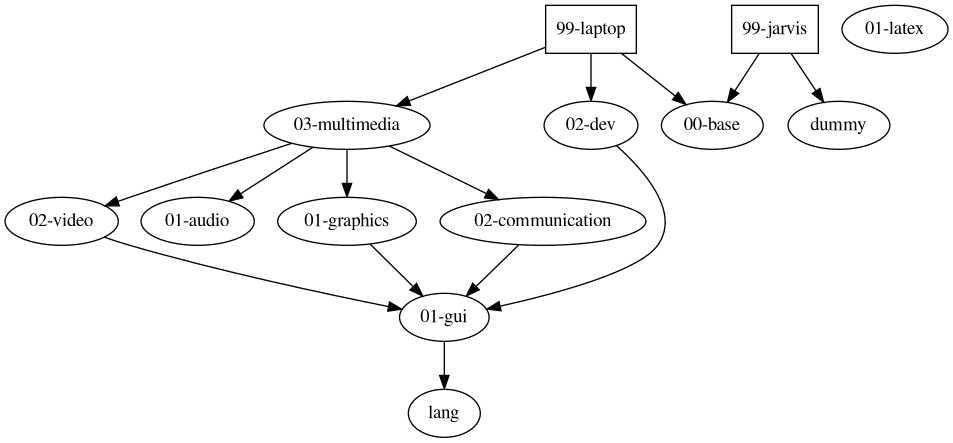 99-laptop
99-jarvis
01-latex
03-multimedia
02-dev
00-base
dummy
02-video
01-audio
01-graphics
02-communication
01-gui
lang